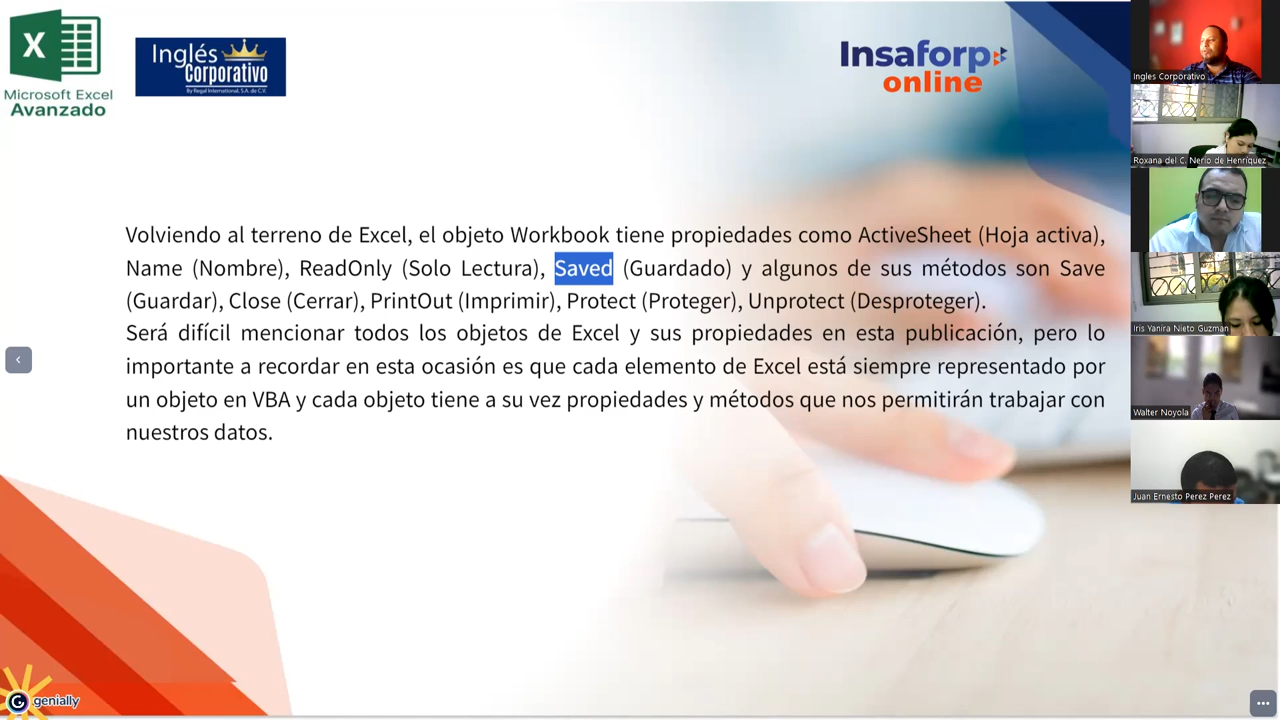 Microsoft Excel
Avanzado
Inglés
Corporativo
By Regal International, S.A. de C.V.
Insaforp
online
Volviendo al terreno de Excel, el objeto Workbook tiene propiedades como ActiveSheet (Hoja activa),
Name (Nombre), ReadOnly (Solo Lectura), Saved (Guardado) y algunos de sus métodos son Save
(Guardar), Close (Cerrar), PrintOut (Imprimir), Protect (Proteger), Unprotect (Desproteger).
Será difícil mencionar todos los objetos de Excel y sus propiedades en esta publicación, pero lo
importante a recordar en esta ocasión es que cada elemento de Excel está siempre representado por
un objeto en VBA y cada objeto tiene a su vez propiedades y métodos que nos permitirán trabajar con
nuestros datos.
genially
Ingles Corporativo
Roxana del C. Nerio de Henríquez
Iris Yanira Nieto Guzman
Walter Noyola
Juan Ernesto Perez Perez